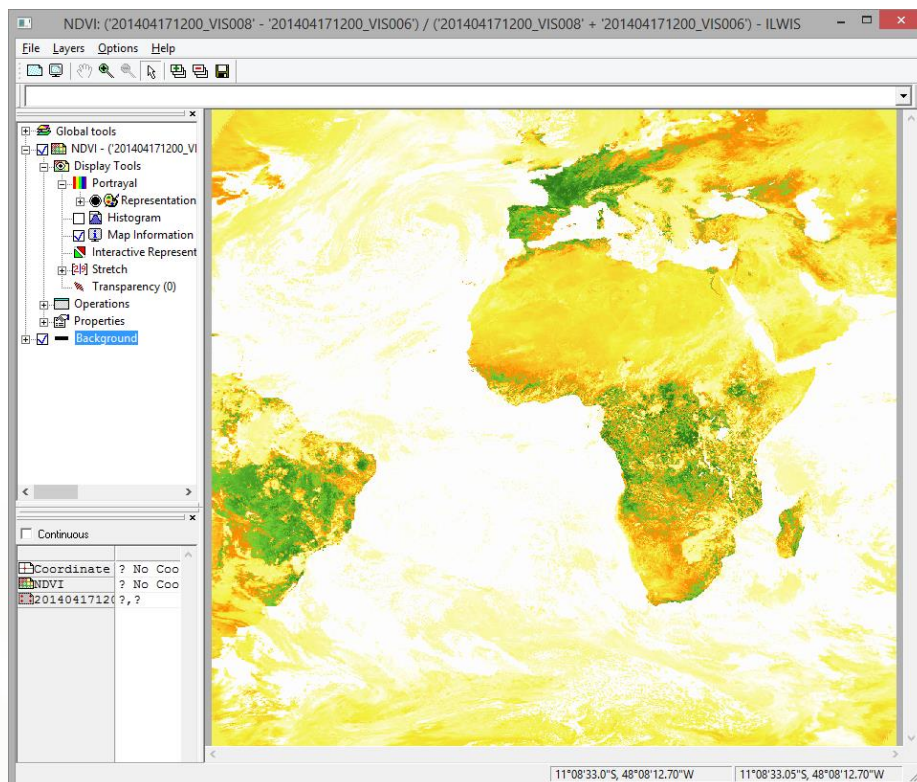 NDVI: ('201404171200_VIS008' - '201404171200_VIS006') / ('201404171200_VIS008' + '201404171200_VIS006') - ILWIS
File Layers Options Help
Global tools
NDVI - ('201404171200_VI
Display Tools
Portrayal
Representation
Histogram
Map Information
Interactive Represent
Stretch
Transparency (0)
Operations
Properties
Background
Continuous
Coordinate ? No Coo
NDVI ? No Coo
20140417120 ?,?
11°08'33.0"S, 48°08'12.70"W 11°08'33.05"S, 48°08'12.70"W